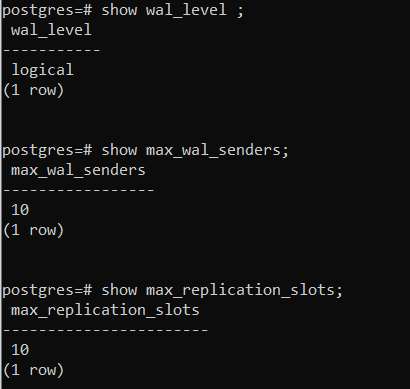 postgres=# show wal_level ;
wal_level
-----------
logical
(1 row)
postgres=# show max_wal_senders;
max_wal_senders
-----------------
10
(1 row)
postgres=# show max_replication_slots;
max_replication_slots
-----------------------
10
(1 row)